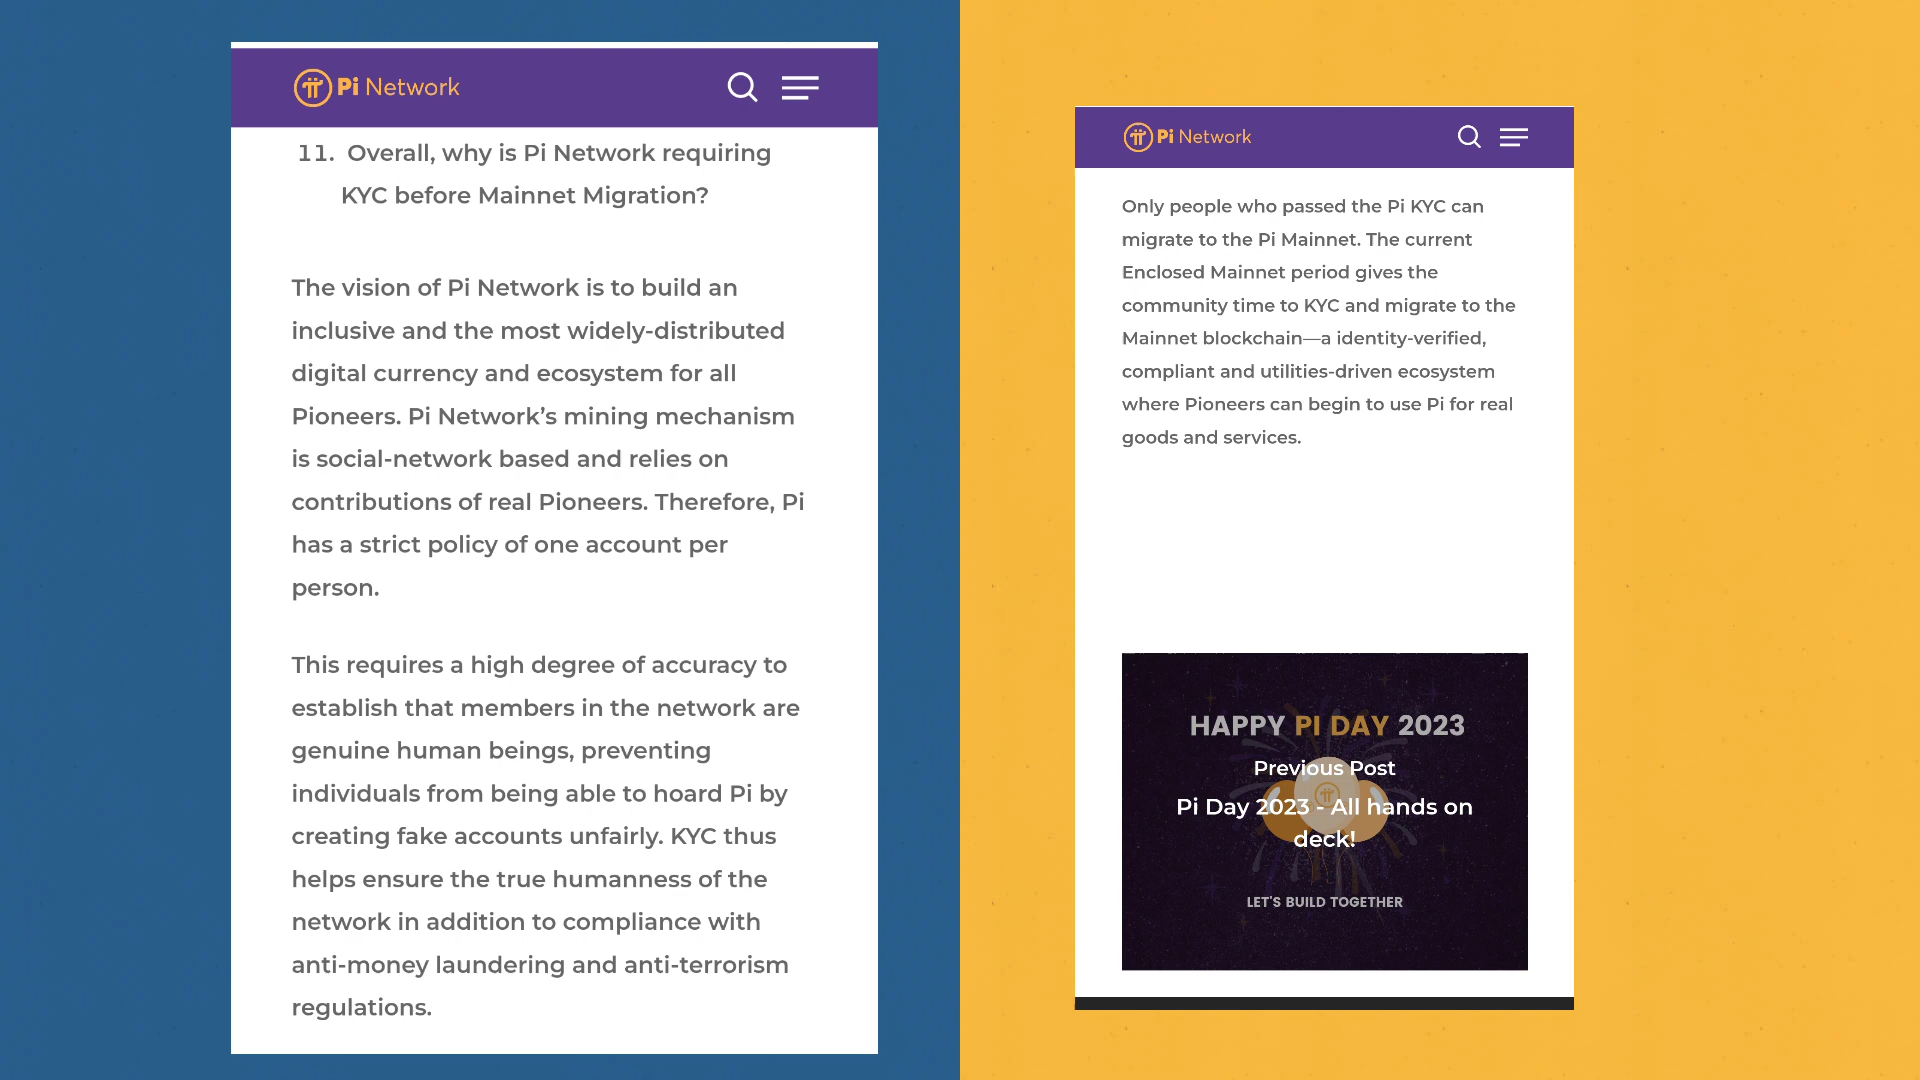 Pi Network
11. Overall, why is Pi Network requiring
KYC before Mainnet Migration?
The vision of Pi Network is to build an
inclusive and the most widely-distributed
digital currency and ecosystem for all
Pioneers. Pi Network’s mining mechanism
is social-network based and relies on
contributions of real Pioneers. Therefore, Pi
has a strict policy of one account per
person.
This requires a high degree of accuracy to
establish that members in the network are
genuine human beings, preventing
individuals from being able to hoard Pi by
creating fake accounts unfairly. KYC thus
helps ensure the true humanness of the
network in addition to compliance with
anti-money laundering and anti-terrorism
regulations.
Pi Network
Only people who passed the Pi KYC can
migrate to the Pi Mainnet. The current
Enclosed Mainnet period gives the
community time to KYC and migrate to the
Mainnet blockchain—a identity-verified,
compliant and utilities-driven ecosystem
where Pioneers can begin to use Pi for real
goods and services.
HAPPY PI DAY 2023
Previous Post
Pi Day 2023 - All hands on
deck!
LET'S BUILD TOGETHER